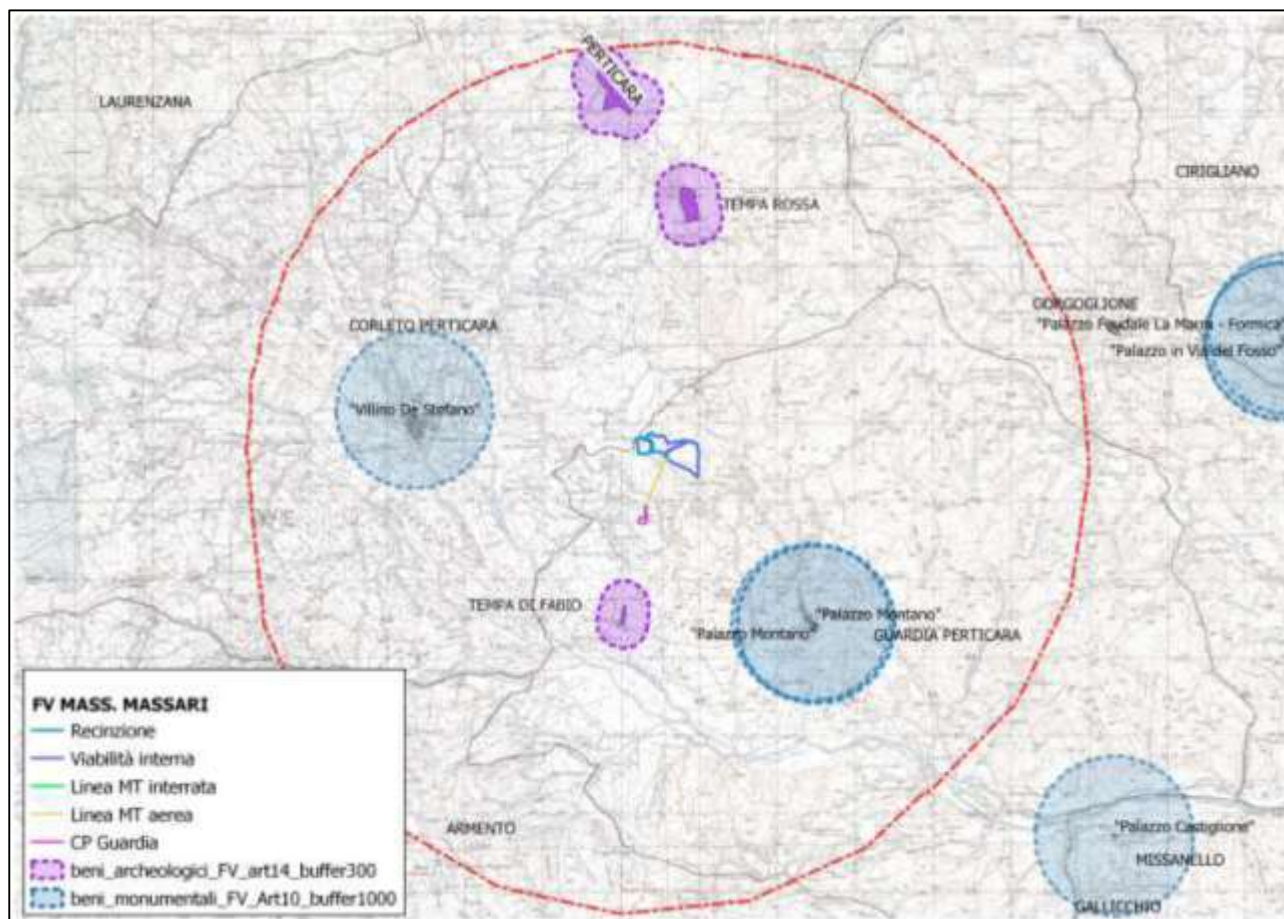 PERTICARA
LAURENZANA
CIRIGLIANO
TEMPA ROSSA
GORGOGLIONE
CORLETO PERTICARA
"Palazzo Feudale La Marra - Formica"
"Palazzo in Via del Fosso"
"Villino De Stefano"
TEMPA DI FABIO
"Palazzo Montano"
"Palazzo Montano"
GUARDIA PERTICARA
FV MASS. MASSARI
Recinzione
Viabilità interna
Linea MT interrata
Linea MT aerea
CP Guardia
beni_archeologici_FV_art14_buffer300
beni_monumentali_FV_Art10_buffer1000
ARMENTO
"Palazzo Castiglione"
MISSANELLO
GALLICCHIO